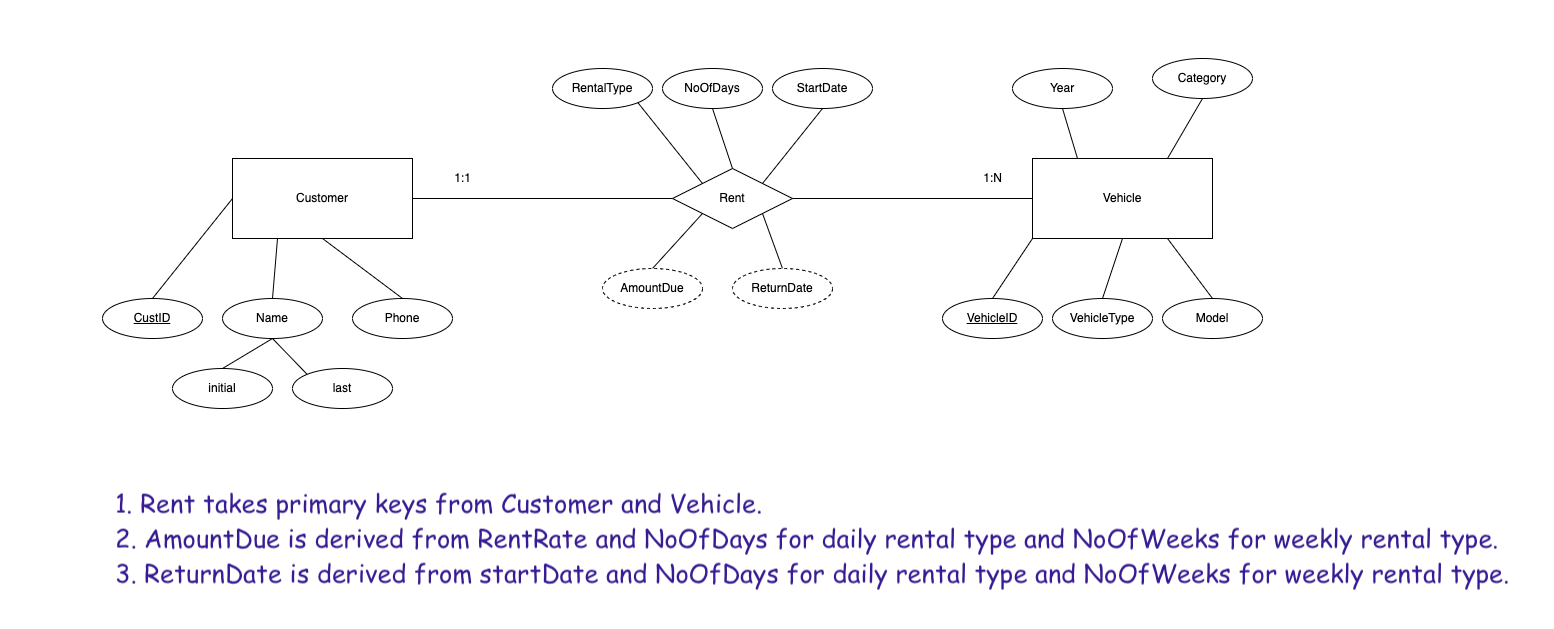 Category
RentalType
NoOfDays
StartDate
Year
1:1
1:N
Customer
Rent
Vehicle
AmountDue
ReturnDate
CustID
Name
Phone
VehicleID
VehicleType
Model
initial
last
1. Rent takes primary keys from Customer and Vehicle.
2. AmountDue is derived from RentRate and NoOfDays for daily rental type and NoOfWeeks for weekly rental type.
3. ReturnDate is derived from startDate and NoOfDays for daily rental type and NoOfWeeks for weekly rental type.